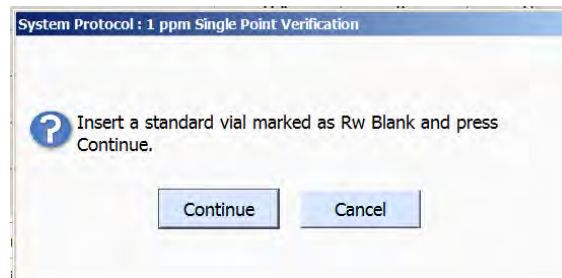 System Protocol : 1 ppm Single Point Verification
Insert a standard vial marked as Rw Blank and press
Continue.
Continue Cancel